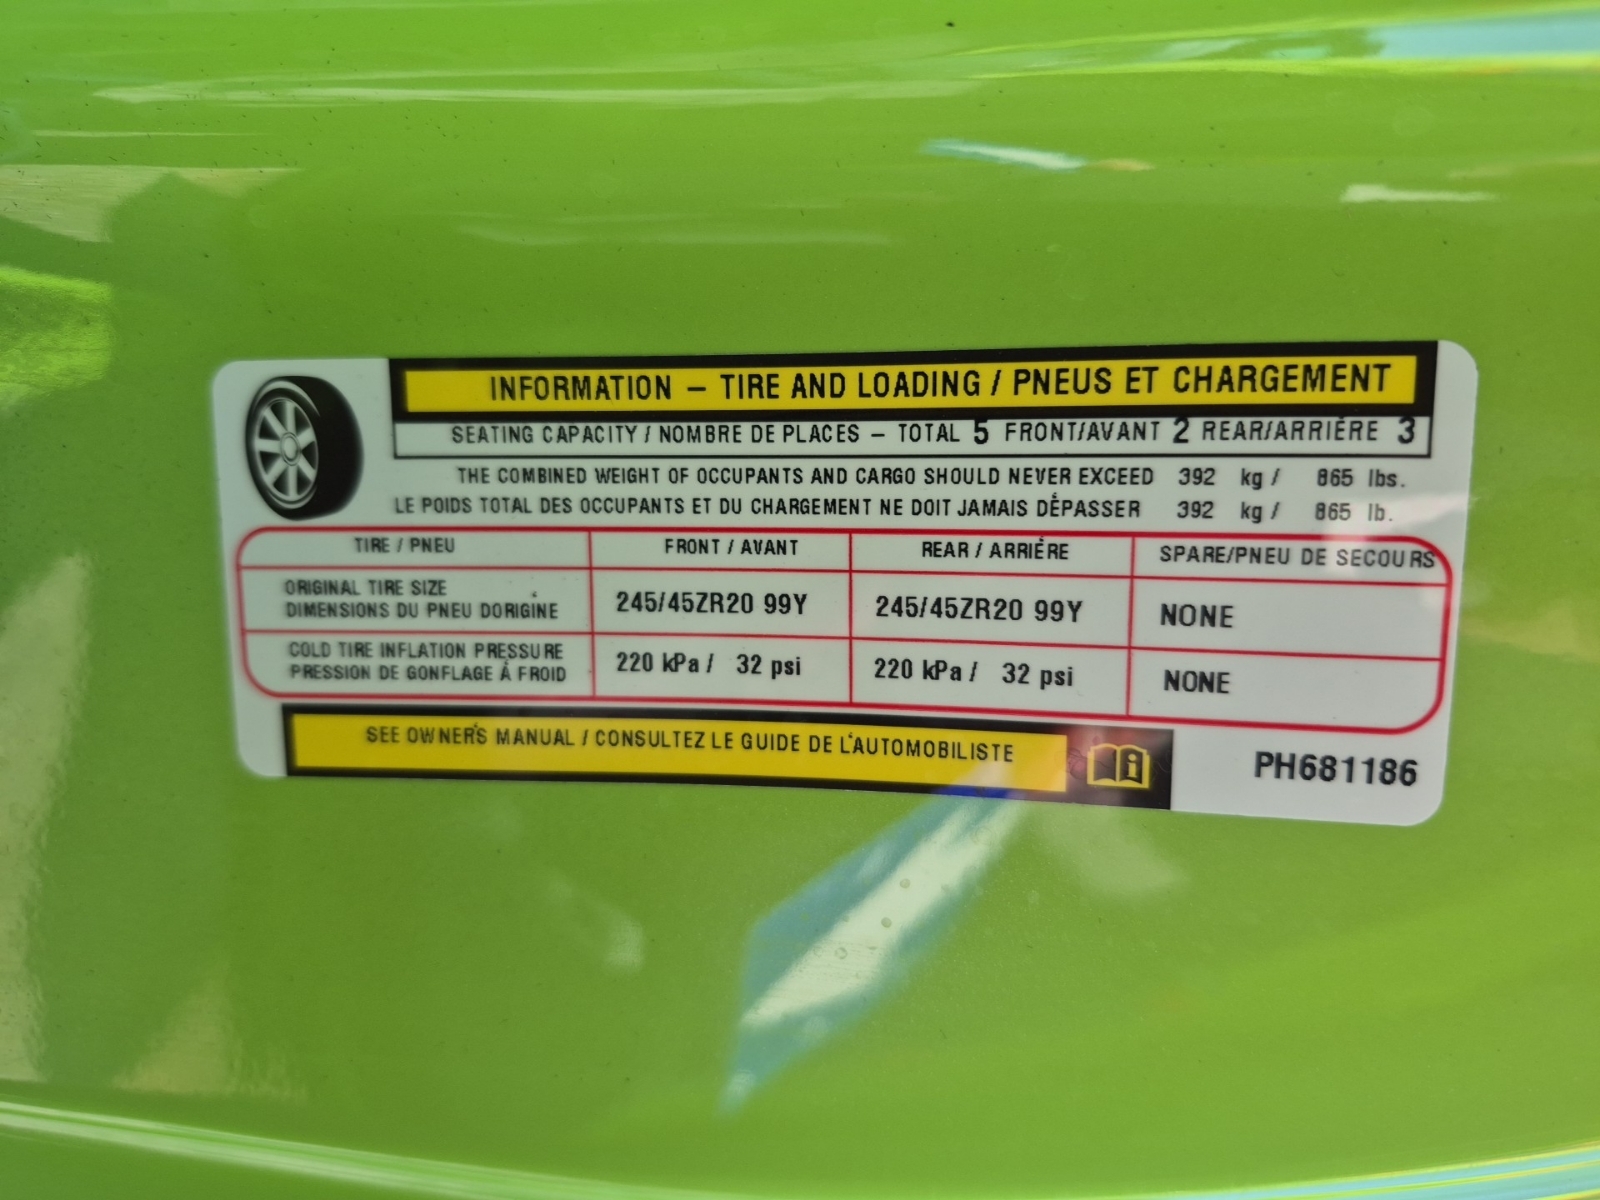 INFORMATION – TIRE AND LOADING / PNEUS ET CHARGEMENT
SEATING CAPACITY / NOMBRE DE PLACES – TOTAL 5 FRONT/AVANT 2 REAR/ARRIÈRE 3
THE COMBINED WEIGHT OF OCCUPANTS AND CARGO SHOULD NEVER EXCEED 392 kg / 865 lbs.
LE POIDS TOTAL DES OCCUPANTS ET DU CHARGEMENT NE DOIT JAMAIS DÉPASSER 392 kg / 865 lb.
TIRE / PNEU FRONT / AVANT REAR / ARRIÈRE SPARE/PNEU DE SECOURS
ORIGINAL TIRE SIZE
DIMENSIONS DU PNEU D'ORIGINE 245/45ZR20 99Y 245/45ZR20 99Y NONE
COLD TIRE INFLATION PRESSURE
PRESSION DE GONFLAGE À FROID 220 kPa / 32 psi 220 kPa / 32 psi NONE
SEE OWNER'S MANUAL / CONSULTEZ LE GUIDE DE L'AUTOMOBILISTE
PH681186